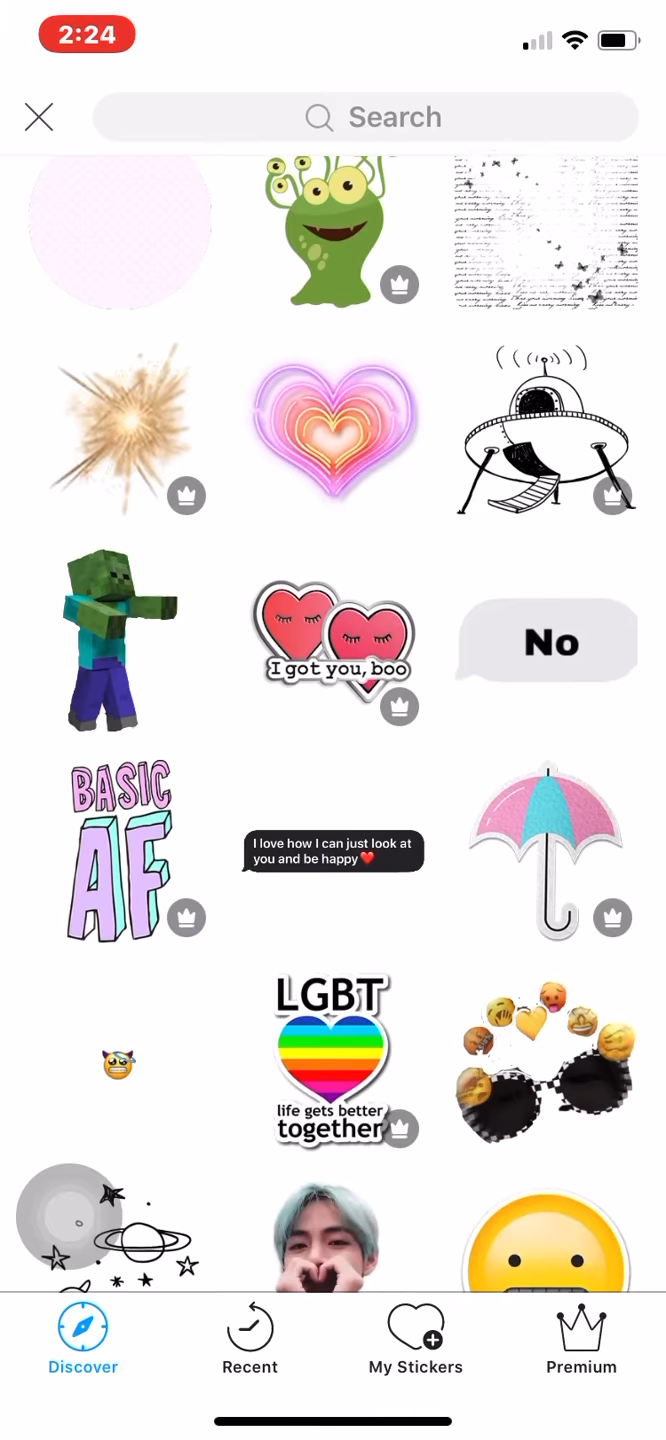 2:24
Search
No
I got you, boo
BASIC
AF
I love how I can just look at
you and be happy❤️
LGBT
life gets better
together
Discover
Recent
My Stickers
Premium